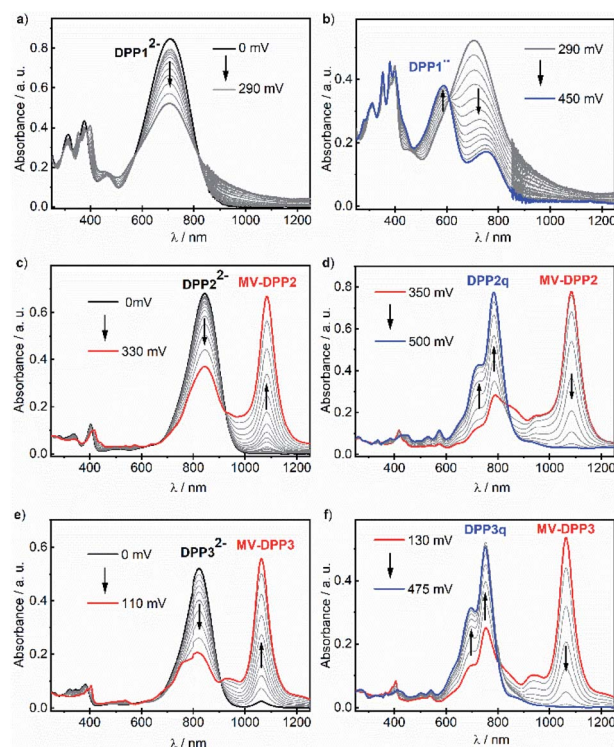 a)
DPP1²⁻
0 mV
290 mV
Absorbance / a. u.
0.8
0.6
0.4
0.2
0.0
400 600 800 1000 1200
λ / nm
b)
DPP1¨
290 mV
450 mV
Absorbance / a. u.
0.4
0.2
0.0
400 600 800 1000 1200
λ / nm
c)
DPP2²⁻
MV-DPP2
0mV
330 mV
Absorbance / a. u.
0.6
0.4
0.2
0.0
400 600 800 1000 1200
λ / nm
d)
DPP2q
MV-DPP2
350 mV
500 mV
Absorbance / a. u.
0.8
0.6
0.4
0.2
0.0
400 600 800 1000 1200
λ / nm
e)
DPP3²⁻
MV-DPP3
0 mV
110 mV
Absorbance / a. u.
0.6
0.4
0.2
0.0
400 600 800 1000 1200
λ / nm
f)
DPP3q
MV-DPP3
130 mV
475 mV
Absorbance / a. u.
0.4
0.2
0.0
400 600 800 1000 1200
λ / nm